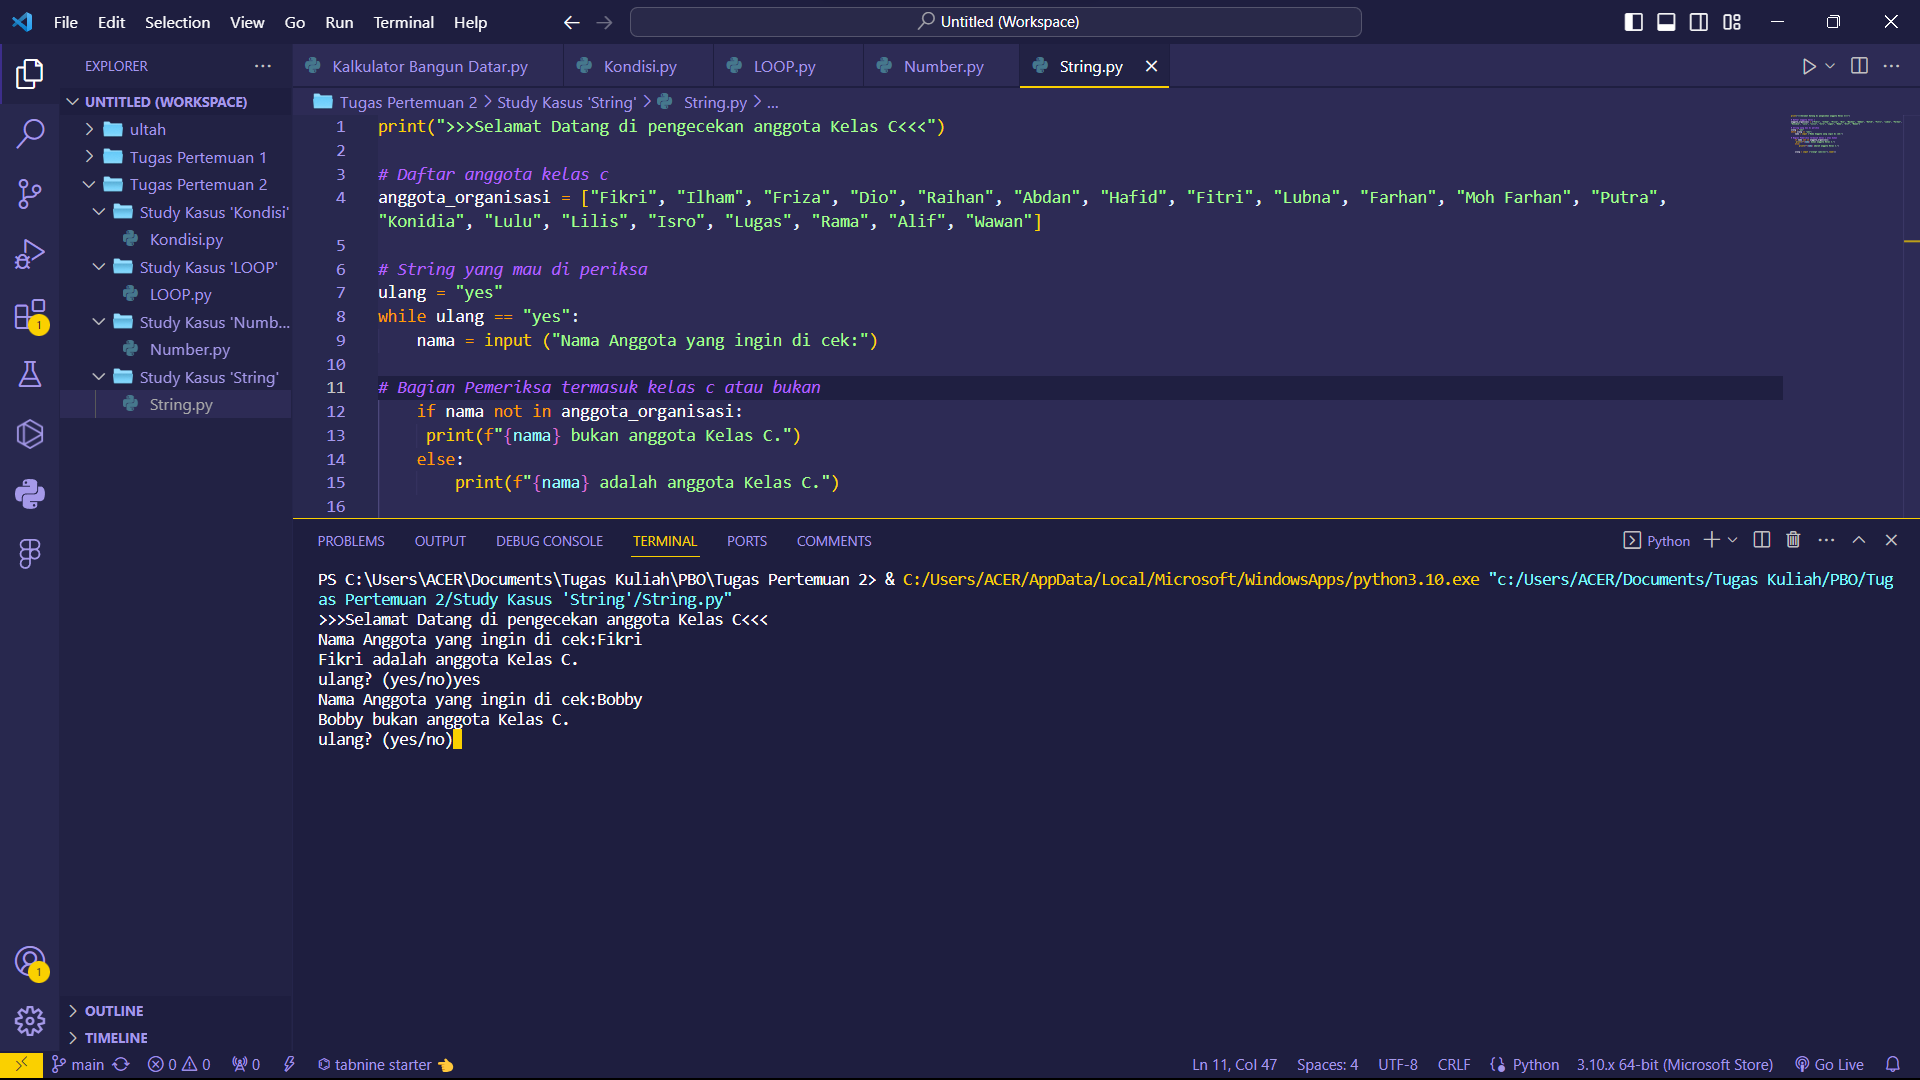 File Edit Selection View Go Run Terminal Help
Untitled (Workspace)
EXPLORER
UNTITLED (WORKSPACE)
ultah
Tugas Pertemuan 1
Tugas Pertemuan 2
Study Kasus 'Kondisi'
Kondisi.py
Study Kasus 'LOOP'
LOOP.py
Study Kasus 'Numb...
Number.py
Study Kasus 'String'
String.py
OUTLINE
TIMELINE
1
1
Kalkulator Bangun Datar.py Kondisi.py LOOP.py Number.py String.py
Tugas Pertemuan 2 > Study Kasus 'String' > String.py > ...
1 print(">>>Selamat Datang di pengecekan anggota Kelas C<<<")
2
3 # Daftar anggota kelas c
4 anggota_organisasi = ["Fikri", "Ilham", "Friza", "Dio", "Raihan", "Abdan", "Hafid", "Fitri", "Lubna", "Farhan", "Moh Farhan", "Putra",
"Konidia", "Lulu", "Lilis", "Isro", "Lugas", "Rama", "Alif", "Wawan"]
5
6 # String yang mau di periksa
7 ulang = "yes"
8 while ulang == "yes":
9 nama = input ("Nama Anggota yang ingin di cek:")
10
11 # Bagian Pemeriksa termasuk kelas c atau bukan
12 if nama not in anggota_organisasi:
13 print(f"{nama} bukan anggota Kelas C.")
14 else:
15 print(f"{nama} adalah anggota Kelas C.")
16
PROBLEMS OUTPUT DEBUG CONSOLE TERMINAL PORTS COMMENTS
Python
PS C:\Users\ACER\Documents\Tugas Kuliah\PBO\Tugas Pertemuan 2> & C:/Users/ACER/AppData/Local/Microsoft/WindowsApps/python3.10.exe "c:/Users/ACER/Documents/Tugas Kuliah/PBO/Tug
as Pertemuan 2/Study Kasus 'String'/String.py"
>>>Selamat Datang di pengecekan anggota Kelas C<<<
Nama Anggota yang ingin di cek:Fikri
Fikri adalah anggota Kelas C.
ulang? (yes/no)yes
Nama Anggota yang ingin di cek:Bobby
Bobby bukan anggota Kelas C.
ulang? (yes/no)
main 0 0 0 tabnine starter Ln 11, Col 47 Spaces: 4 UTF-8 CRLF Python 3.10.x 64-bit (Microsoft Store) Go Live